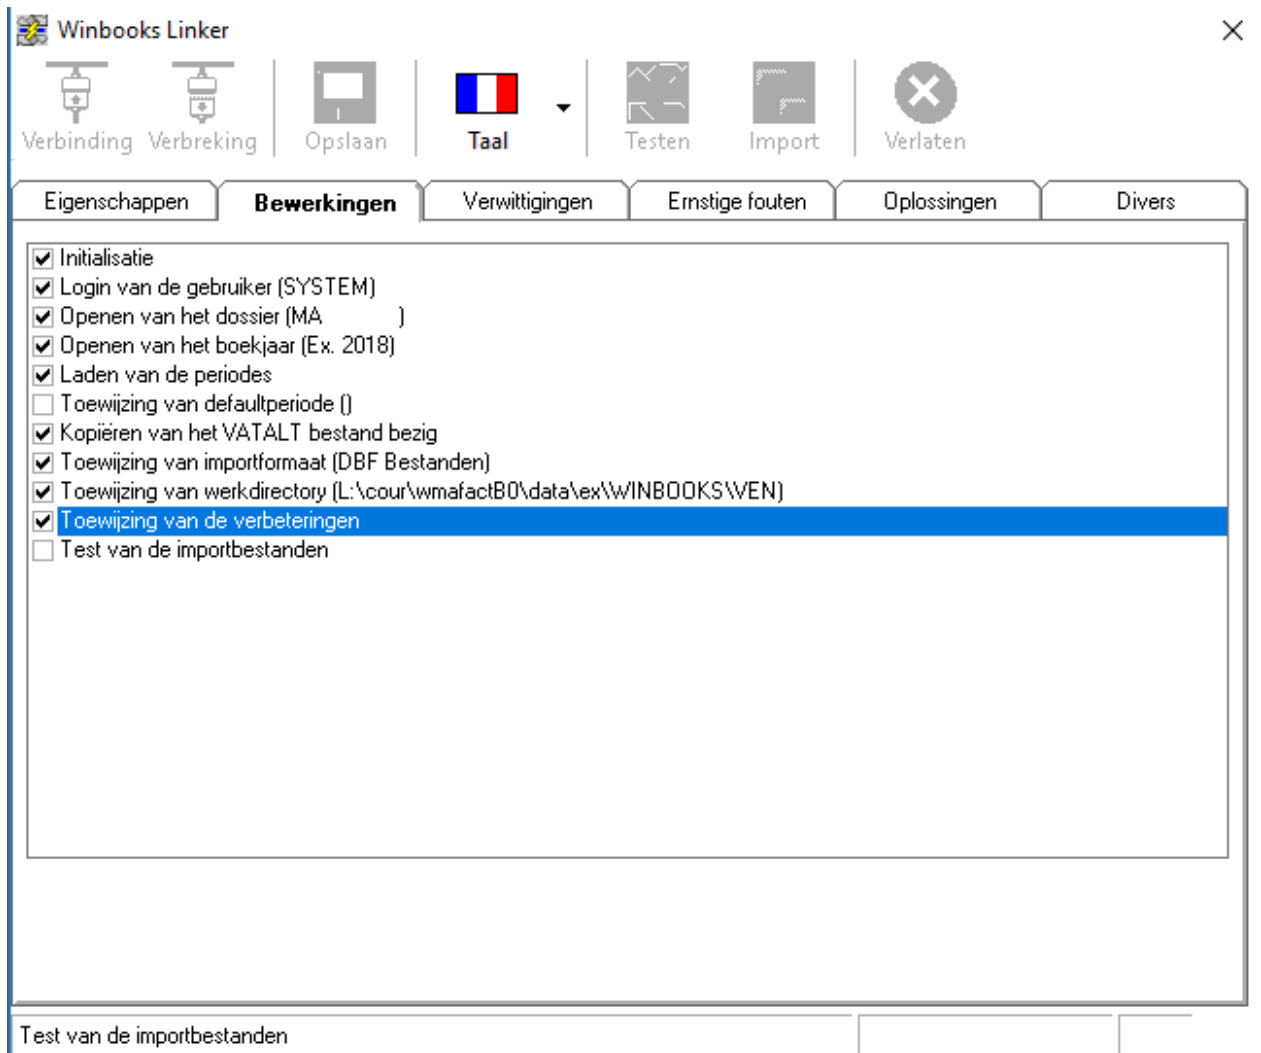 Winbooks Linker
Verbinding Verbreking Opslaan Taal Testen Import Verlaten
Eigenschappen Bewerkingen Verwittigingen Ernstige fouten Oplossingen Divers
Initialisatie
Login van de gebruiker (SYSTEM)
Openen van het dossier (MA )
Openen van het boekjaar (Ex. 2018)
Laden van de periodes
Toewijzing van defaultperiode ()
Kopiëren van het VATALT bestand bezig
Toewijzing van importformaat (DBF Bestanden)
Toewijzing van werkdirectory (L:\cour\wmafactB0\data\ex\WINBOOKS\VEN)
Toewijzing van de verbeteringen
Test van de importbestanden
Test van de importbestanden